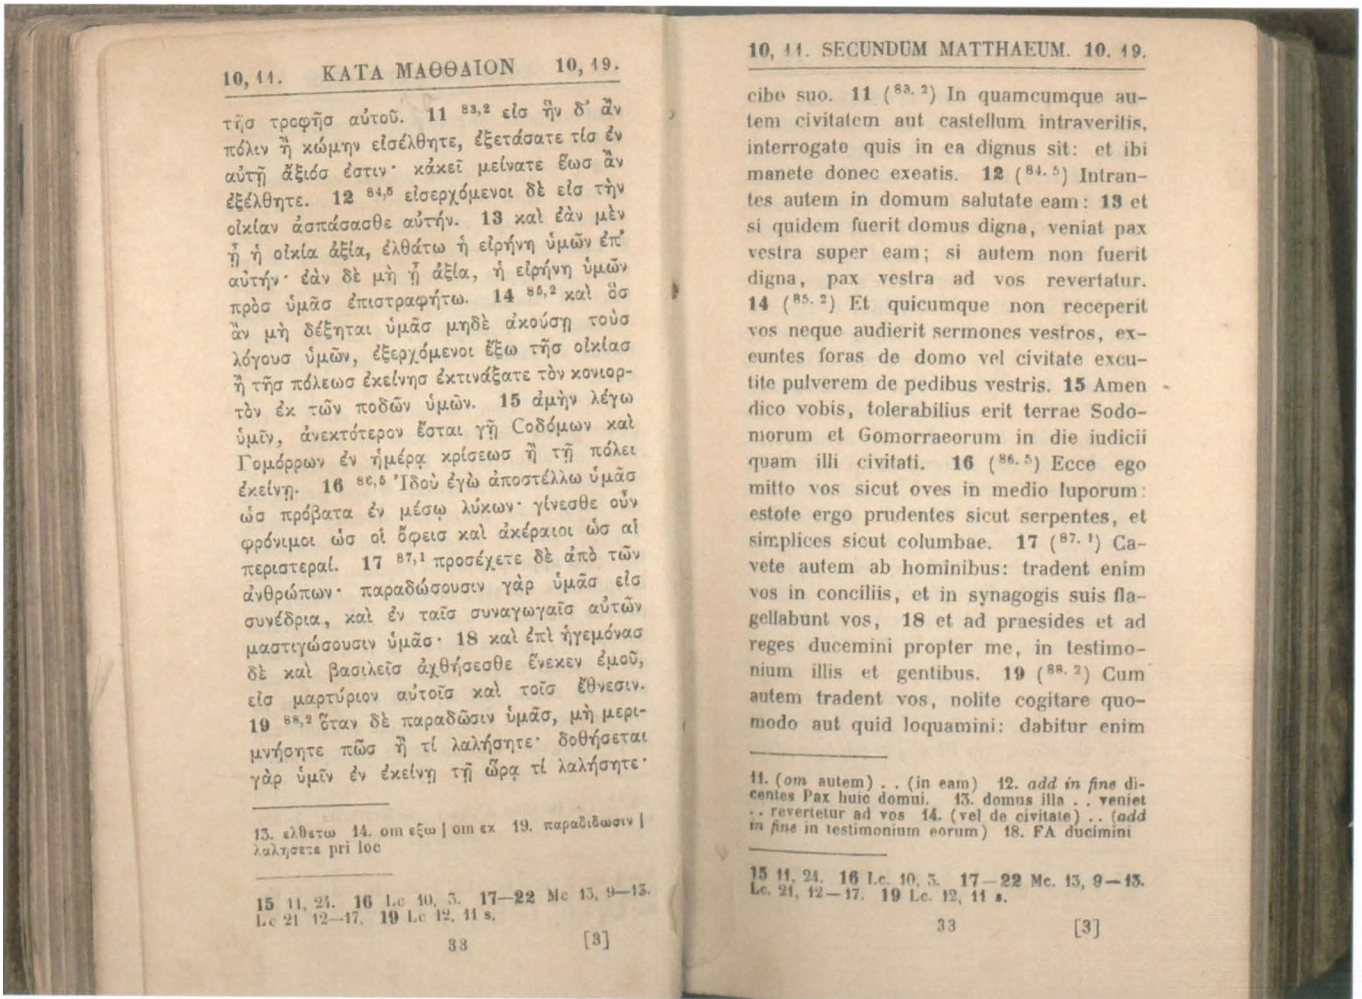 10, 11. ΚΑΤΑ ΜΑΘΘΑΙΟΝ 10, 19.
τῆσ τροφῆσ αὐτοῦ. 11 83,2 εἰσ ἣν δ’ ἂν
πόλιν ἢ κώμην εἰσέλθητε, ἐξετάσατε τίσ ἐν
αὐτῇ ἄξιόσ ἐστιν· κἀκεῖ μείνατε ἕωσ ἂν
ἐξέλθητε. 12 84,5 εἰσερχόμενοι δὲ εἰσ τὴν
οἰκίαν ἀσπάσασθε αὐτήν. 13 καὶ ἐὰν μὲν
ᾖ ἡ οἰκία ἀξία, ἐλθάτω ἡ εἰρήνη ὑμῶν ἐπ’
αὐτήν· ἐὰν δὲ μὴ ᾖ ἀξία, ἡ εἰρήνη ὑμῶν
πρὸσ ὑμᾶσ ἐπιστραφήτω. 14 85,2 καὶ ὃσ
ἂν μὴ δέξηται ὑμᾶσ μηδὲ ἀκούσῃ τοὺσ
λόγουσ ὑμῶν, ἐξερχόμενοι ἔξω τῆσ οἰκίασ
ἢ τῆσ πόλεωσ ἐκείνησ ἐκτινάξατε τὸν κονιορ-
τὸν ἐκ τῶν ποδῶν ὑμῶν. 15 ἀμὴν λέγω
ὑμῖν, ἀνεκτότερον ἔσται γῇ Σοδόμων καὶ
Γομόρρων ἐν ἡμέρᾳ κρίσεωσ ἢ τῇ πόλει
ἐκείνῃ. 16 86,5 Ἰδοὺ ἐγὼ ἀποστέλλω ὑμᾶσ
ὡσ πρόβατα ἐν μέσῳ λύκων· γίνεσθε οὖν
φρόνιμοι ὡσ οἱ ὄφεισ καὶ ἀκέραιοι ὡσ αἱ
περιστεραί. 17 87,1 προσέχετε δὲ ἀπὸ τῶν
ἀνθρώπων· παραδώσουσιν γὰρ ὑμᾶσ εἰσ
συνέδρια, καὶ ἐν ταῖσ συναγωγαῖσ αὐτῶν
μαστιγώσουσιν ὑμᾶσ· 18 καὶ ἐπὶ ἡγεμόνασ
δὲ καὶ βασιλεῖσ ἀχθήσεσθε ἕνεκεν ἐμοῦ,
εἰσ μαρτύριον αὐτοῖσ καὶ τοῖσ ἔθνεσιν.
19 88,2 ὅταν δὲ παραδῶσιν ὑμᾶσ, μὴ μερι-
μνήσητε πῶσ ἢ τί λαλήσητε· δοθήσεται
γὰρ ὑμῖν ἐν ἐκείνῃ τῇ ὥρᾳ τί λαλήσητε·
13. ελθετω 14. om εξω | om εκ 19. παραδιδωσιν |
λαλησετε pri loc
15 11, 24. 16 Lc 10, 3. 17—22 Mc 13, 9—13.
Lc 21 12—17. 19 Lc 12, 11 s.
33 [3]
10, 11. SECUNDUM MATTHAEUM. 10. 19.
cibo suo. 11 (83. 2) In quamcumque au-
tem civitatem aut castellum intraveritis,
interrogate quis in ea dignus sit: et ibi
manete donec exeatis. 12 (84. 5) Intran-
tes autem in domum salutate eam: 13 et
si quidem fuerit domus digna, veniat pax
vestra super eam; si autem non fuerit
digna, pax vestra ad vos revertatur.
14 (85. 2) Et quicumque non receperit
vos neque audierit sermones vestros, ex-
euntes foras de domo vel civitate excu-
tite pulverem de pedibus vestris. 15 Amen
dico vobis, tolerabilius erit terrae Sodo-
morum et Gomorraeorum in die iudicii
quam illi civitati. 16 (86. 5) Ecce ego
mitto vos sicut oves in medio luporum:
estote ergo prudentes sicut serpentes, et
simplices sicut columbae. 17 (87. 1) Ca-
vete autem ab hominibus: tradent enim
vos in conciliis, et in synagogis suis fla-
gellabunt vos, 18 et ad praesides et ad
reges ducemini propter me, in testimo-
nium illis et gentibus. 19 (88. 2) Cum
autem tradent vos, nolite cogitare quo-
modo aut quid loquamini: dabitur enim
11. (om autem) . . (in eam) 12. add in fine di-
centes Pax huic domui. 13. domus illa . . veniet
. . revertetur ad vos 14. (vel de civitate) . . (add
in fine in testimonium eorum) 18. FA ducimini
15 11, 24. 16 Lc. 10, 3. 17—22 Mc. 13, 9—13.
Lc. 21, 12—17. 19 Lc. 12, 11 s.
33 [3]